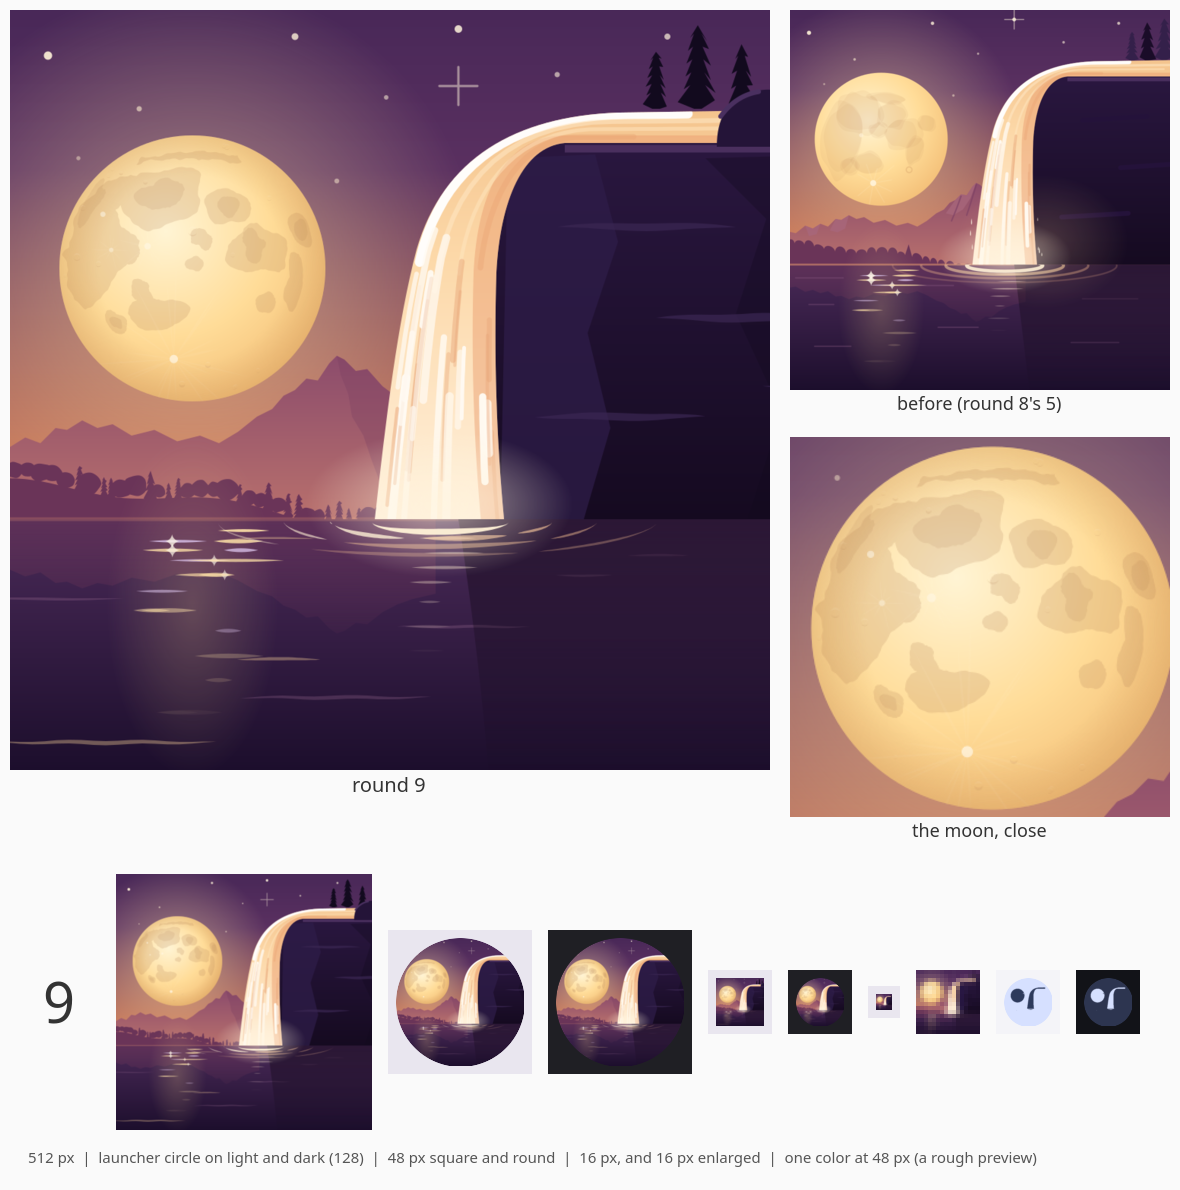 round 9
before (round 8's 5)
the moon, close
9
512 px | launcher circle on light and dark (128) | 48 px square and round | 16 px, and 16 px enlarged | one color at 48 px (a rough preview)